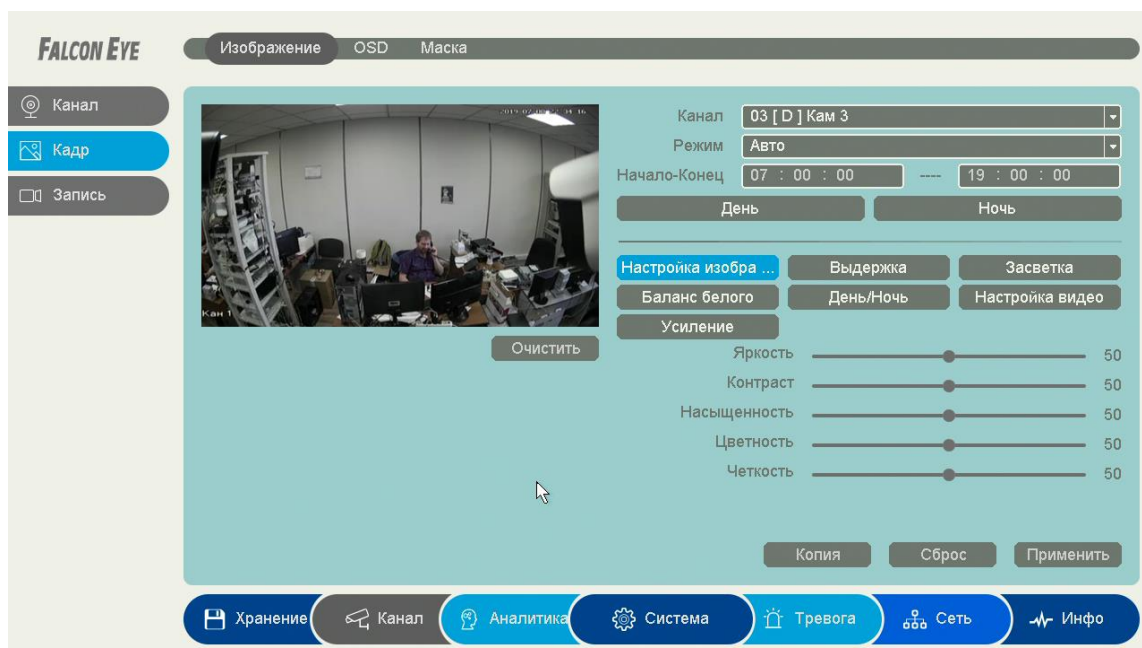 FALCON EYE
Изображение OSD Маска
Канал
Кадр
Запись
Кан 1
Очистить
Канал 03 [ D ] Кам 3
Режим Авто
Начало-Конец 07 : 00 : 00 ---- 19 : 00 : 00
День Ночь
Настройка изобра ... Выдержка Засветка
Баланс белого День/Ночь Настройка видео
Усиление
Яркость 50
Контраст 50
Насыщенность 50
Цветность 50
Четкость 50
Копия Сброс Применить
Хранение Канал Аналитика Система Тревога Сеть Инфо